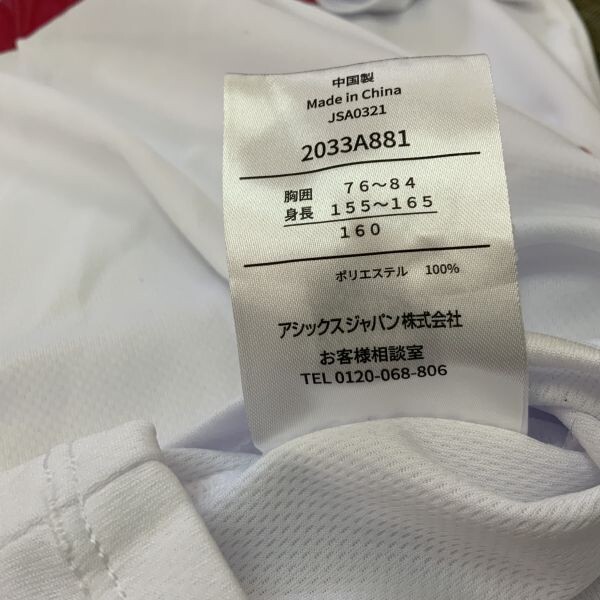 中国製
Made in China
JSA0321
2033A881
胸囲 76～84
身長 155～165
160
ポリエステル 100%
アシックスジャパン株式会社
お客様相談室
TEL 0120-068-806